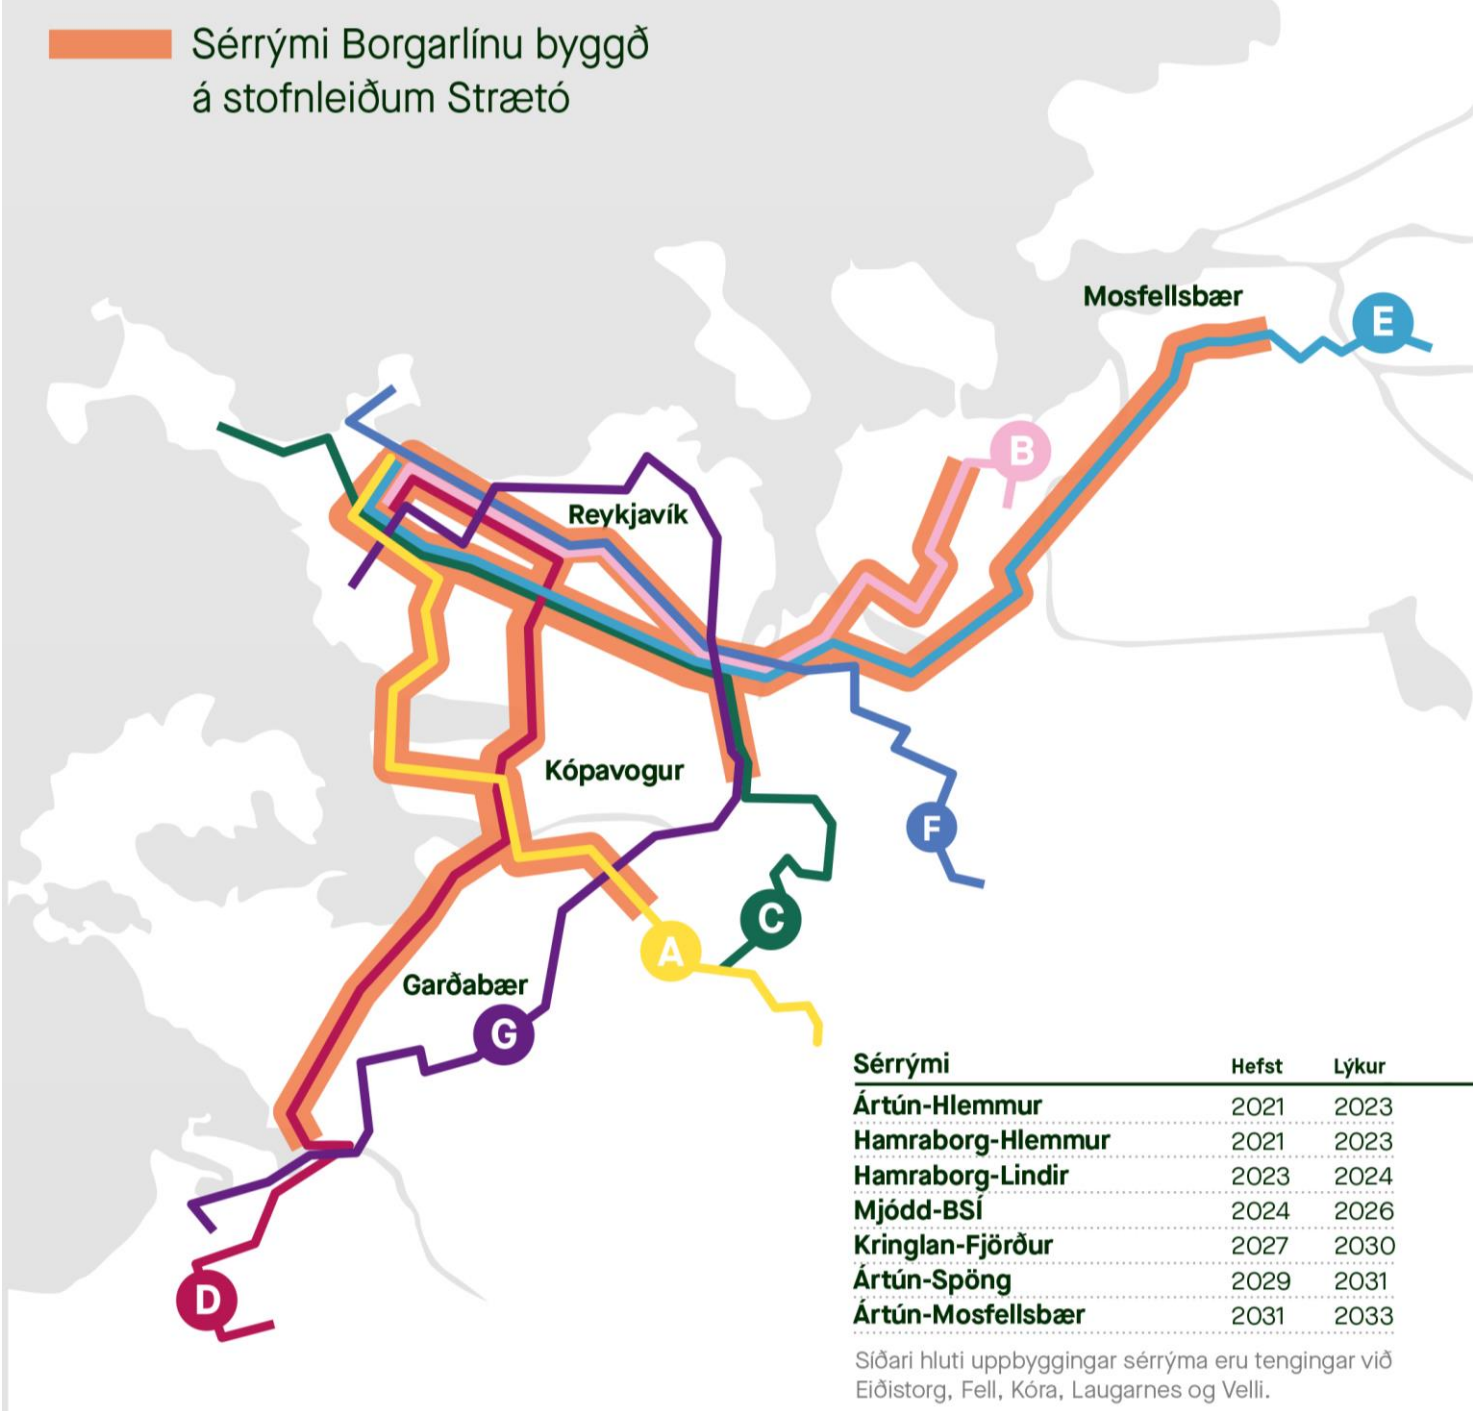 Sérrými Borgarlínu byggð
á stofnleiðum Strætó
Mosfellsbær
E
B
Reykjavík
Kópavogur
F
C
A
Garðabær
G
D
Sérrými Hefst Lýkur
Ártún-Hlemmur 2021 2023
Hamraborg-Hlemmur 2021 2023
Hamraborg-Lindir 2023 2024
Mjódd-BSÍ 2024 2026
Kringlan-Fjörður 2027 2030
Ártún-Spöng 2029 2031
Ártún-Mosfellsbær 2031 2033
Síðari hluti uppbyggingar sérrýma eru tengingar við
Eiðistorg, Fell, Kóra, Laugarnes og Velli.